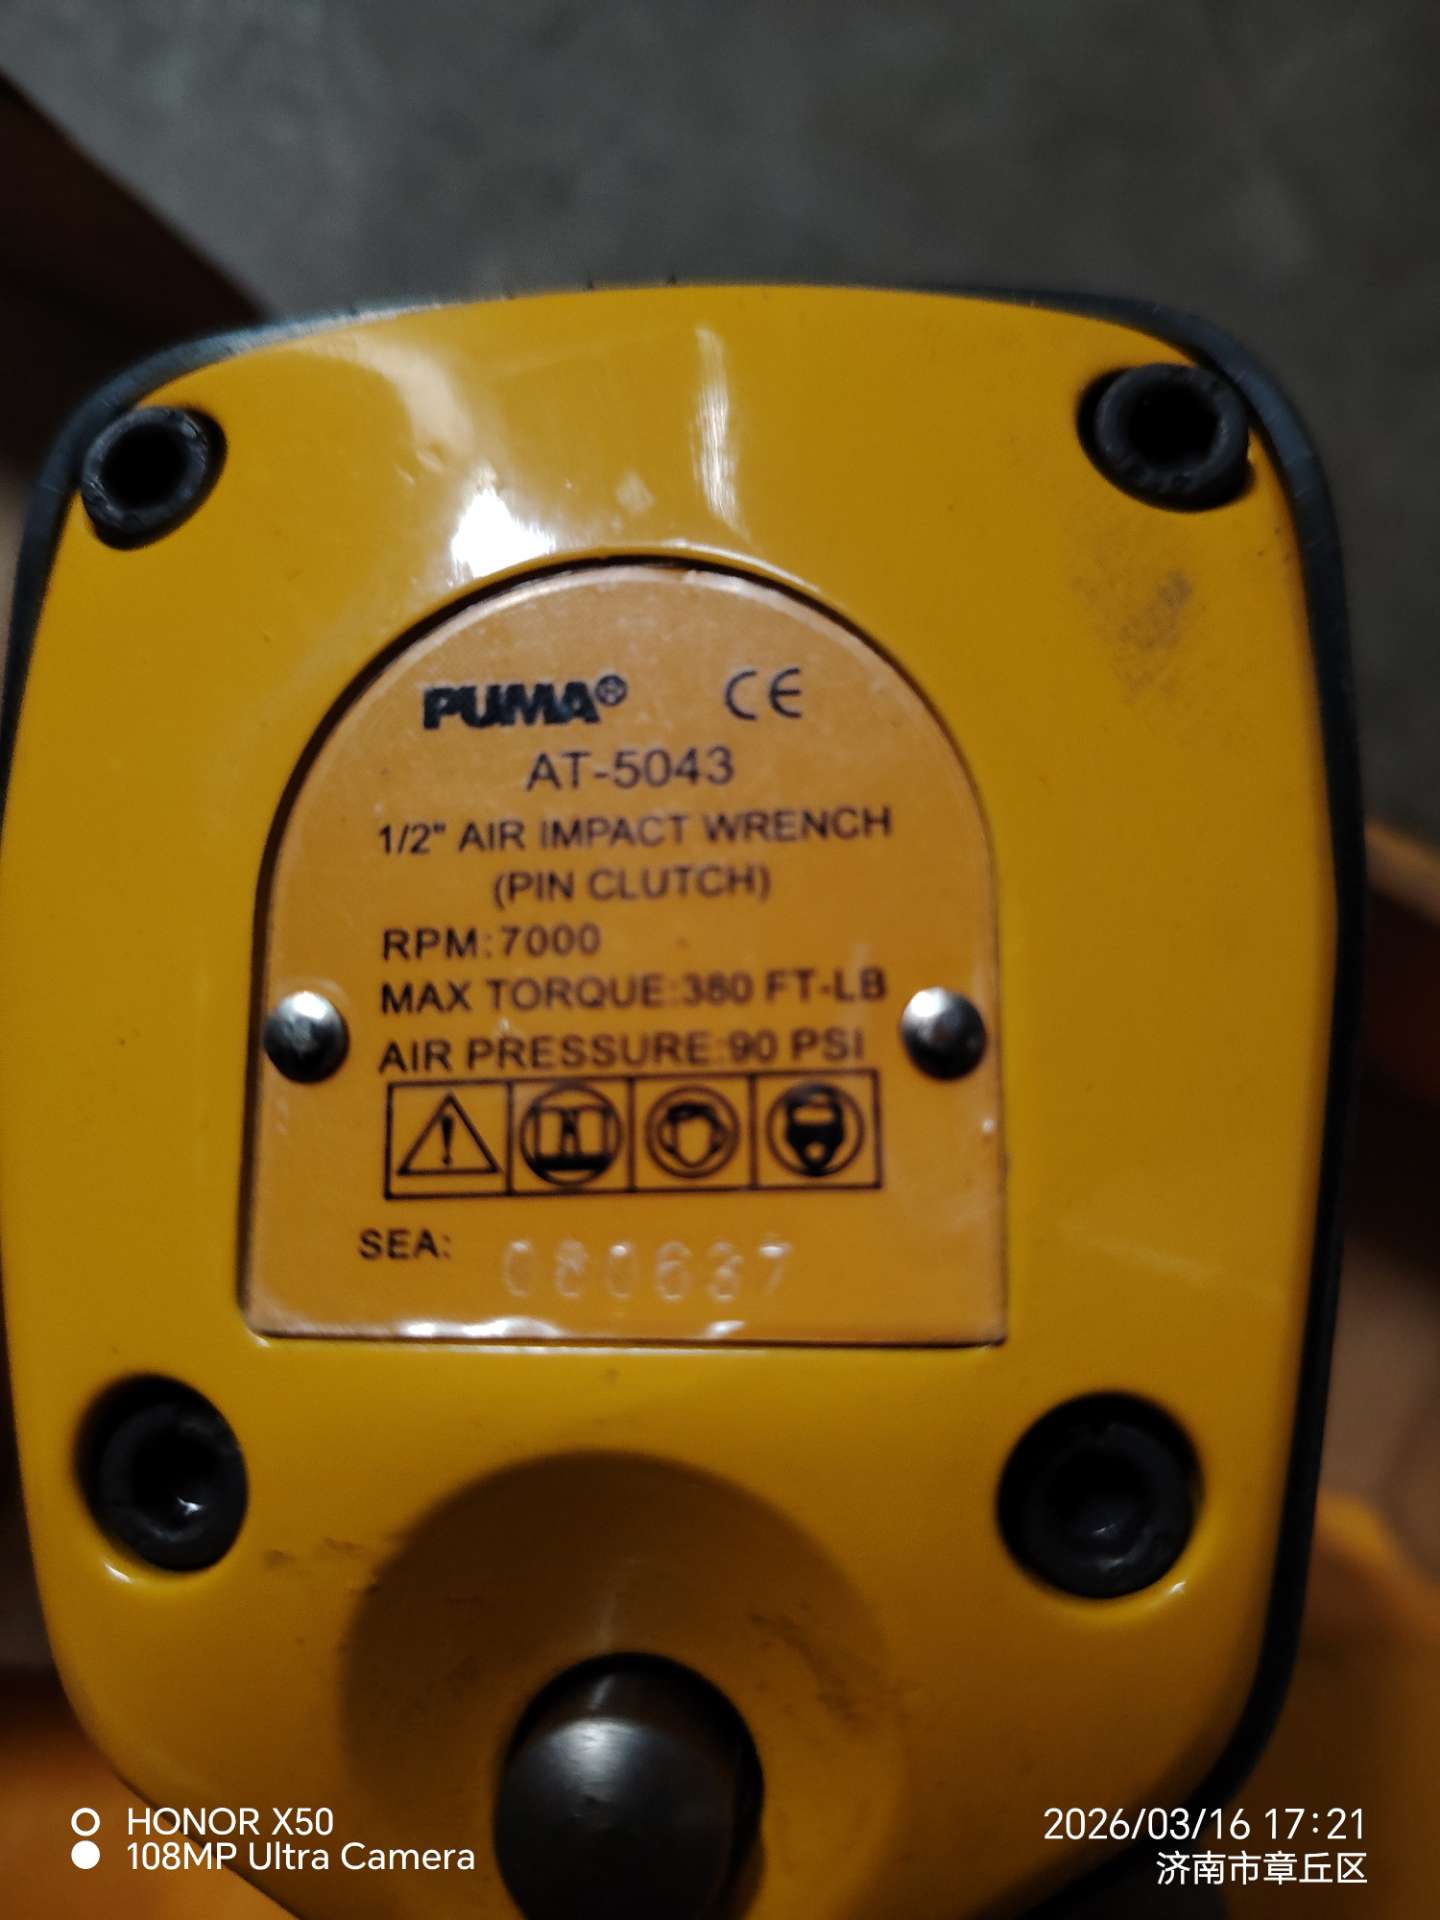 PUMA® CE
AT-5043
1/2" AIR IMPACT WRENCH
(PIN CLUTCH)
RPM:7000
MAX TORQUE:380 FT-LB
AIR PRESSURE:90 PSI
SEA: 080637
HONOR X50
108MP Ultra Camera
2026/03/16 17:21
济南市章丘区